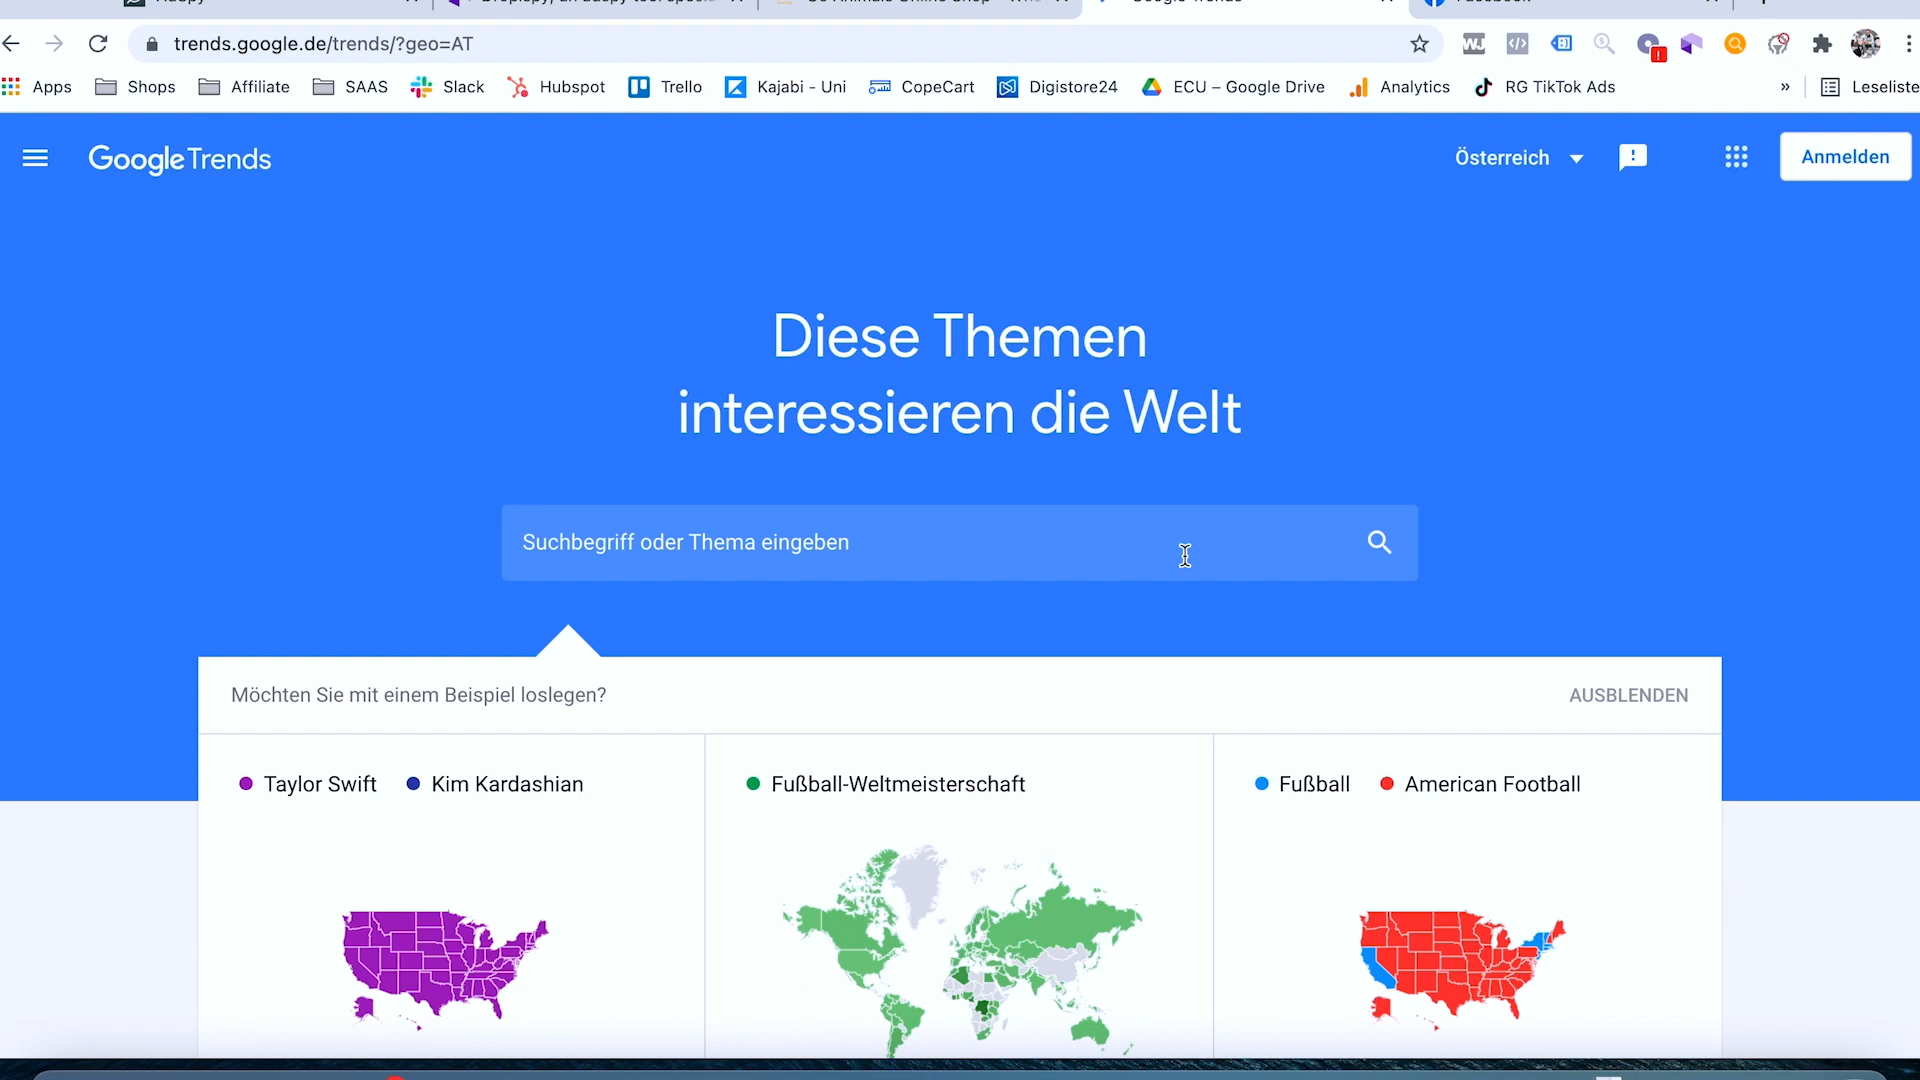 trends.google.de/trends/?geo=AT
Apps Shops Affiliate SAAS Slack Hubspot Trello Kajabi - Uni CopeCart Digistore24 ECU – Google Drive Analytics RG TikTok Ads » Leseliste
Google Trends Österreich Anmelden
Diese Themen
interessieren die Welt
Suchbegriff oder Thema eingeben
Möchten Sie mit einem Beispiel loslegen? AUSBLENDEN
Taylor Swift Kim Kardashian Fußball-Weltmeisterschaft Fußball American Football